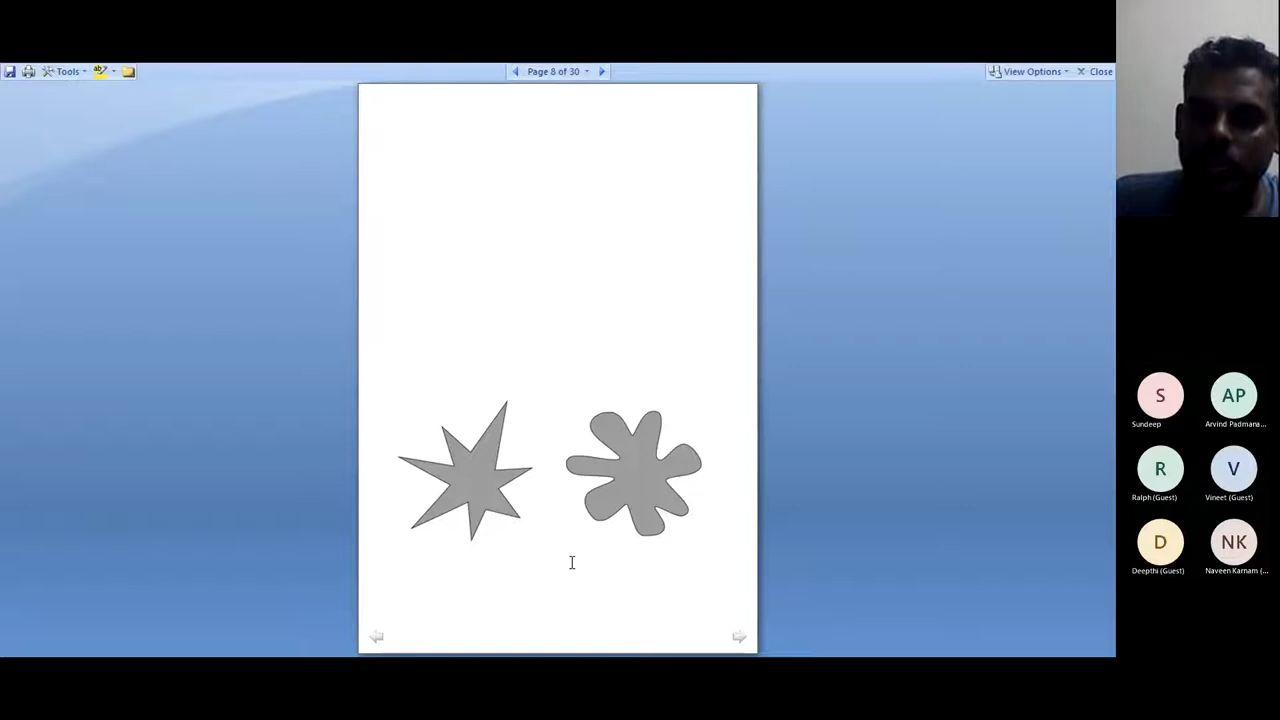 Tools
Page 8 of 30
View Options
Close
S
AP
Sundeep
Arvind Padmana...
R
V
Ralph (Guest)
Vineet (Guest)
D
NK
Deepthi (Guest)
Naveen Karnam (...